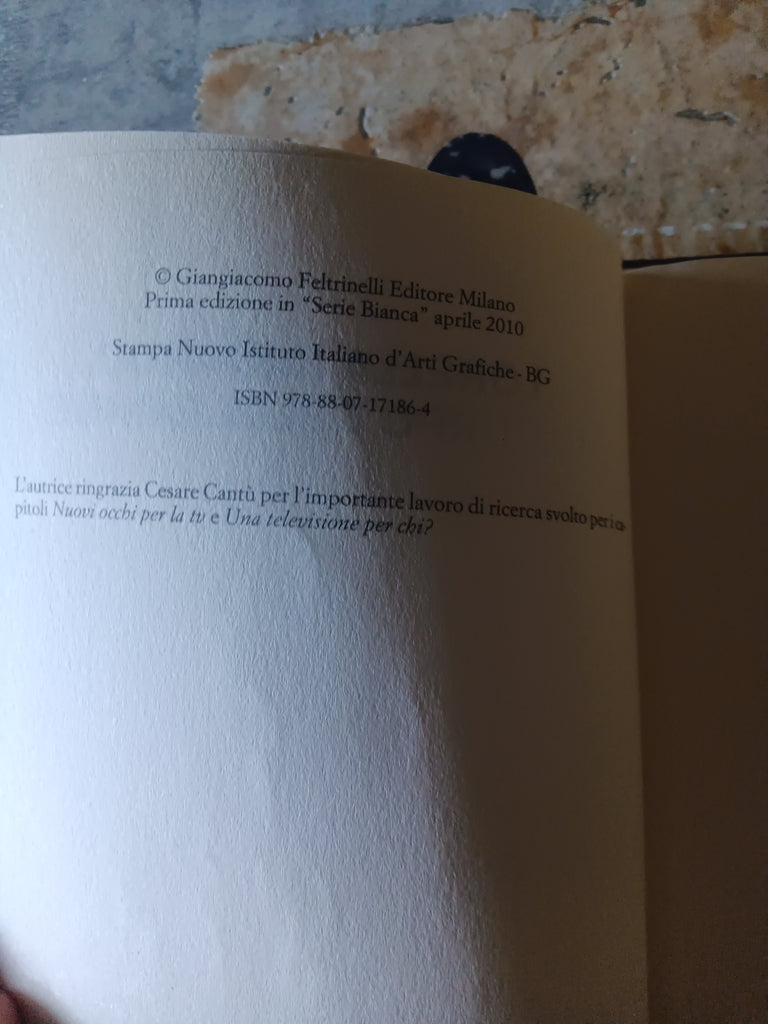 © Giangiacomo Feltrinelli Editore Milano
Prima edizione in “Serie Bianca” aprile 2010
Stampa Nuovo Istituto Italiano d’Arti Grafiche - BG
ISBN 978-88-07-17186-4
L’autrice ringrazia Cesare Cantù per l’importante lavoro di ricerca svolto per i ca-
pitoli Nuovi occhi per la tv e Una televisione per chi?